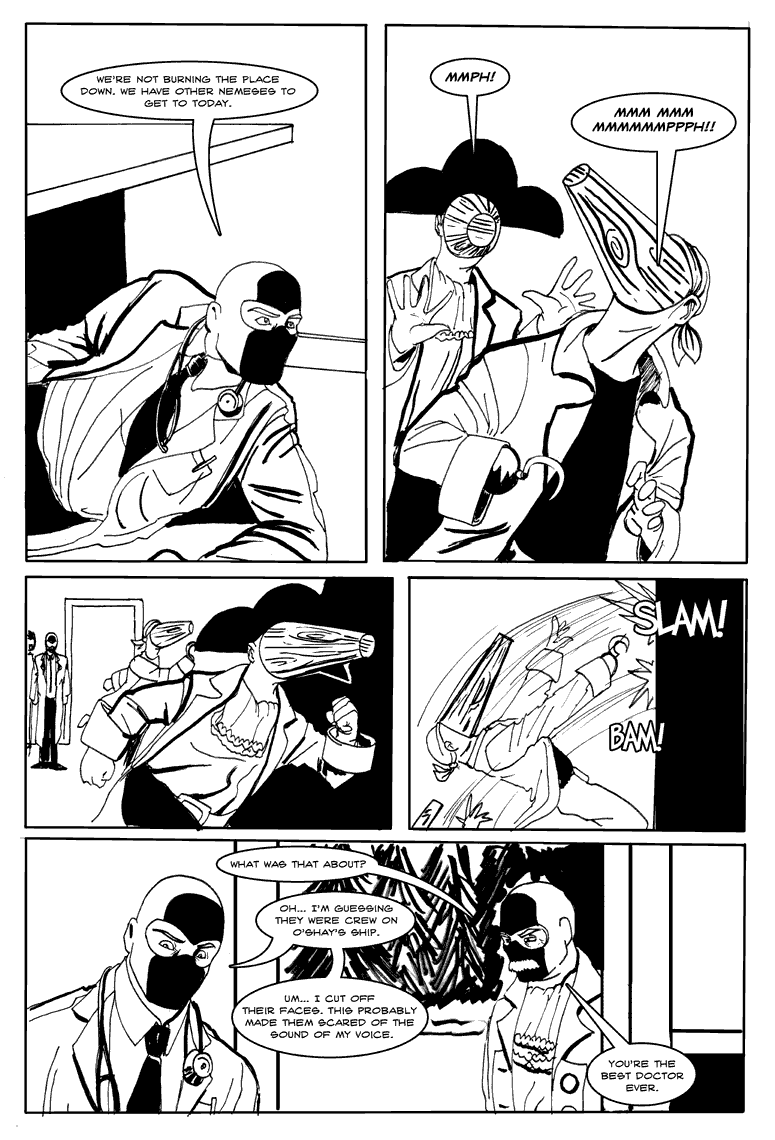 WE'RE NOT BURNING THE PLACE
DOWN. WE HAVE OTHER NEMESES TO
GET TO TODAY.
MMPH!
MMM MMM
MMMMMMPPPH!!
SLAM!
BAM!
WHAT WAS THAT ABOUT?
OH... I'M GUESSING
THEY WERE CREW ON
O'SHAY'S SHIP.
UM... I CUT OFF
THEIR FACES. THIS PROBABLY
MADE THEM SCARED OF THE
SOUND OF MY VOICE.
YOU'RE THE
BEST DOCTOR
EVER.